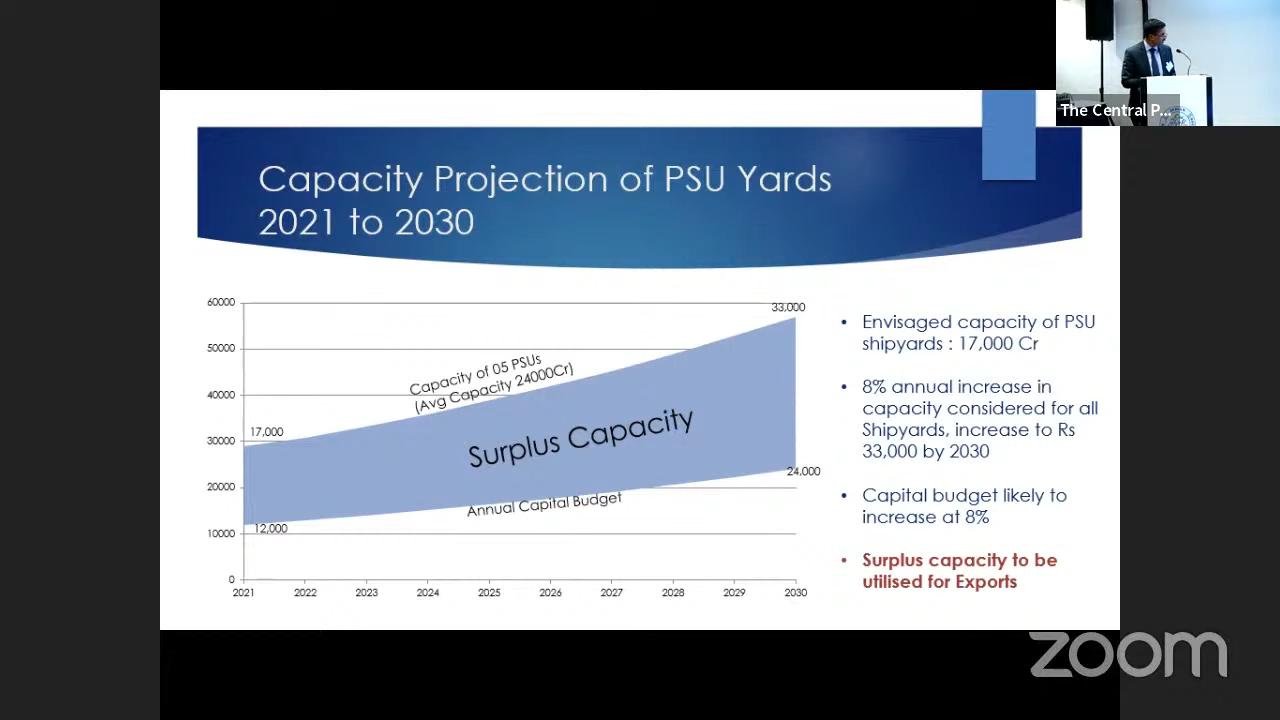 The Central P...
Capacity Projection of PSU Yards
2021 to 2030
60000
50000
40000
30000
20000
10000
0
2021 2022 2023 2024 2025 2026 2027 2028 2029 2030
33,000
Capacity of 05 PSUs
(Avg Capacity 24000Cr)
17,000
Surplus Capacity
24,000
Annual Capital Budget
12,000
• Envisaged capacity of PSU
shipyards : 17,000 Cr
• 8% annual increase in
capacity considered for all
Shipyards, increase to Rs
33,000 by 2030
• Capital budget likely to
increase at 8%
• Surplus capacity to be
utilised for Exports
zoom